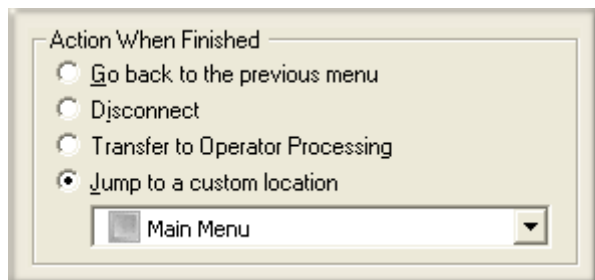 Action When Finished
Go back to the previous menu
Disconnect
Transfer to Operator Processing
Jump to a custom location
Main Menu